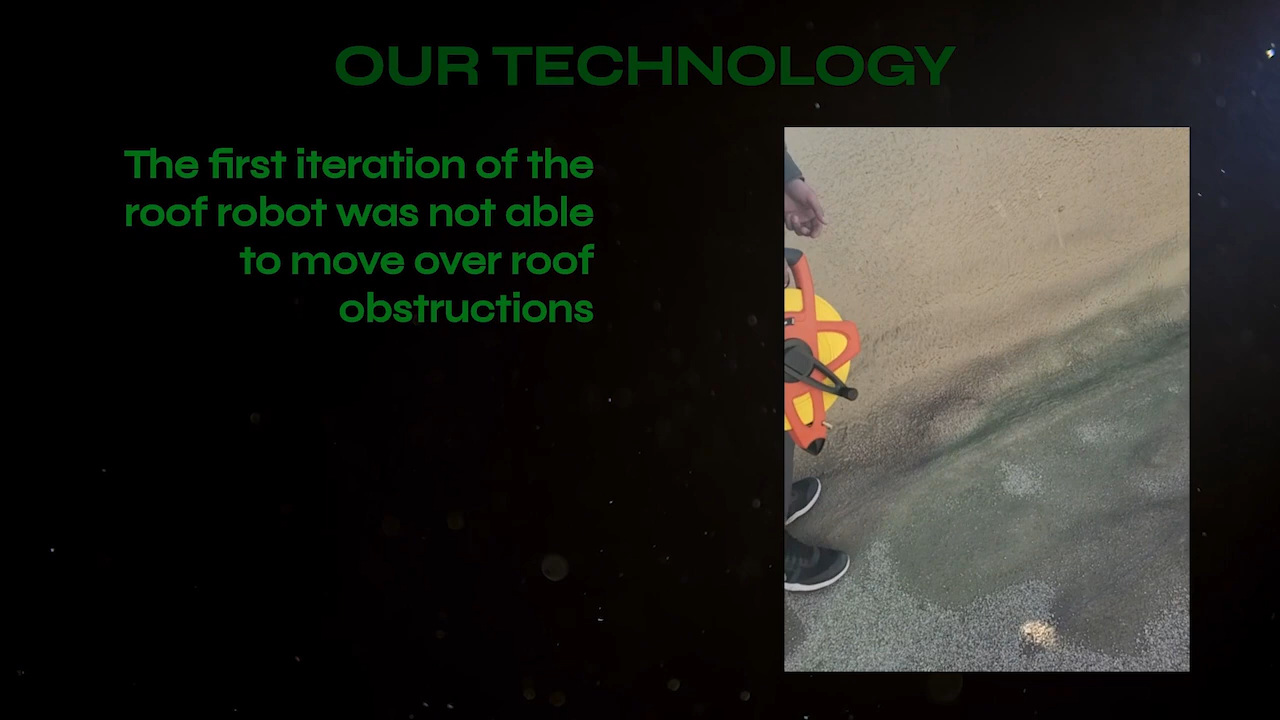 OUR TECHNOLOGY
The first iteration of the
roof robot was not able
to move over roof
obstructions